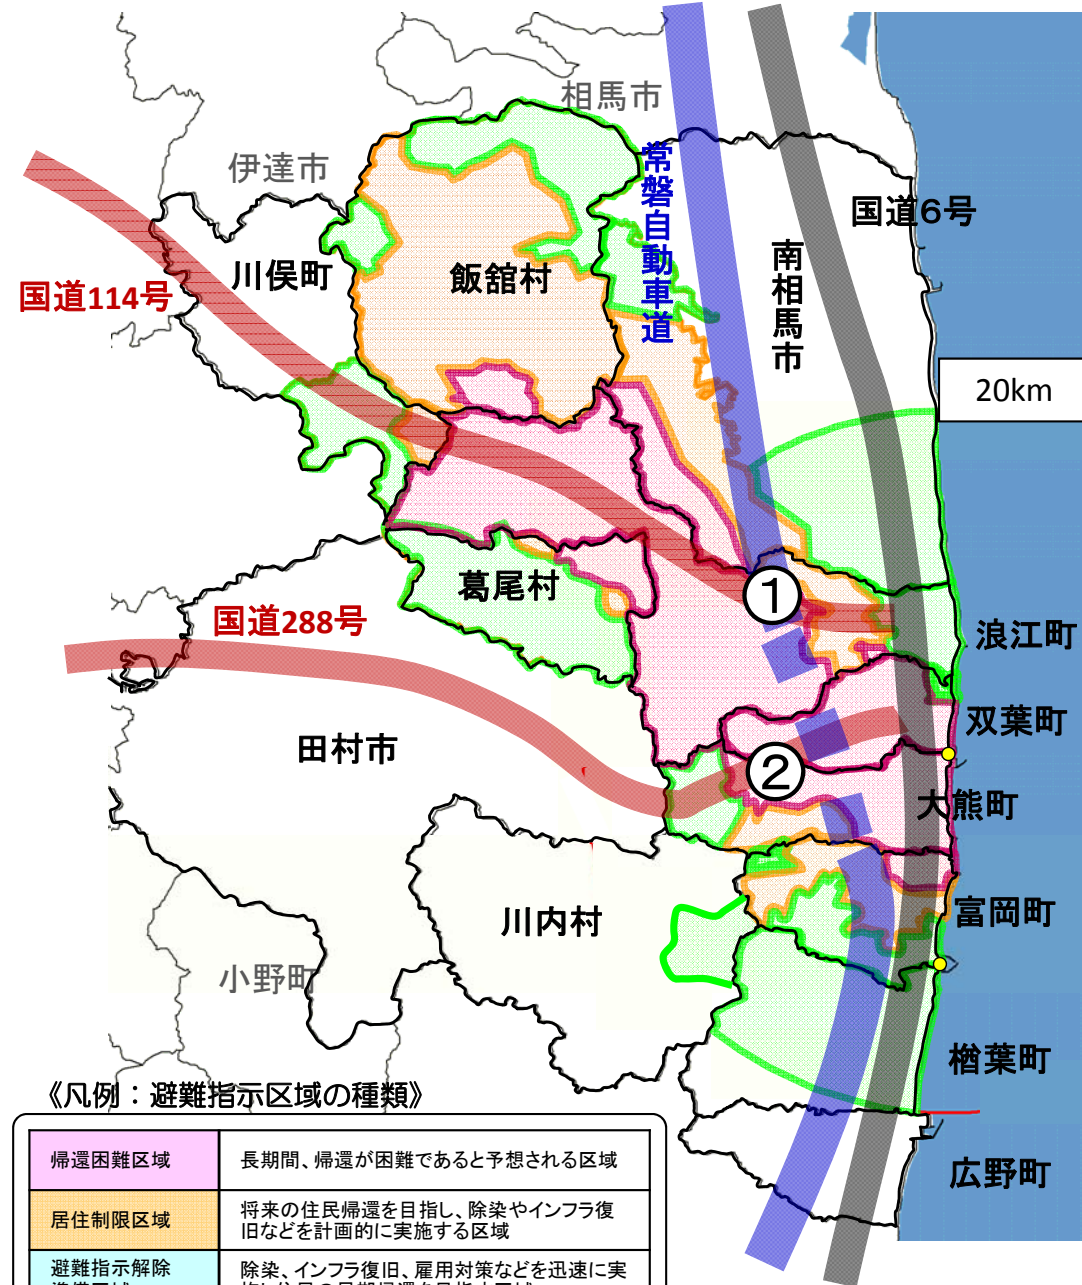 相馬市
伊達市
常磐自動車道
国道6号
川俣町
飯舘村
南相馬市
国道114号
20km
葛尾村
①
国道288号
浪江町
双葉町
田村市
②
大熊町
川内村
富岡町
小野町
楢葉町
《凡例：避難指示区域の種類》
広野町
帰還困難区域
長期間、帰還が困難であると予想される区域
居住制限区域
将来の住民帰還を目指し、除染やインフラ復
旧などを計画的に実施する区域
避難指示解除
除染、インフラ復旧、雇用対策などを迅速に実